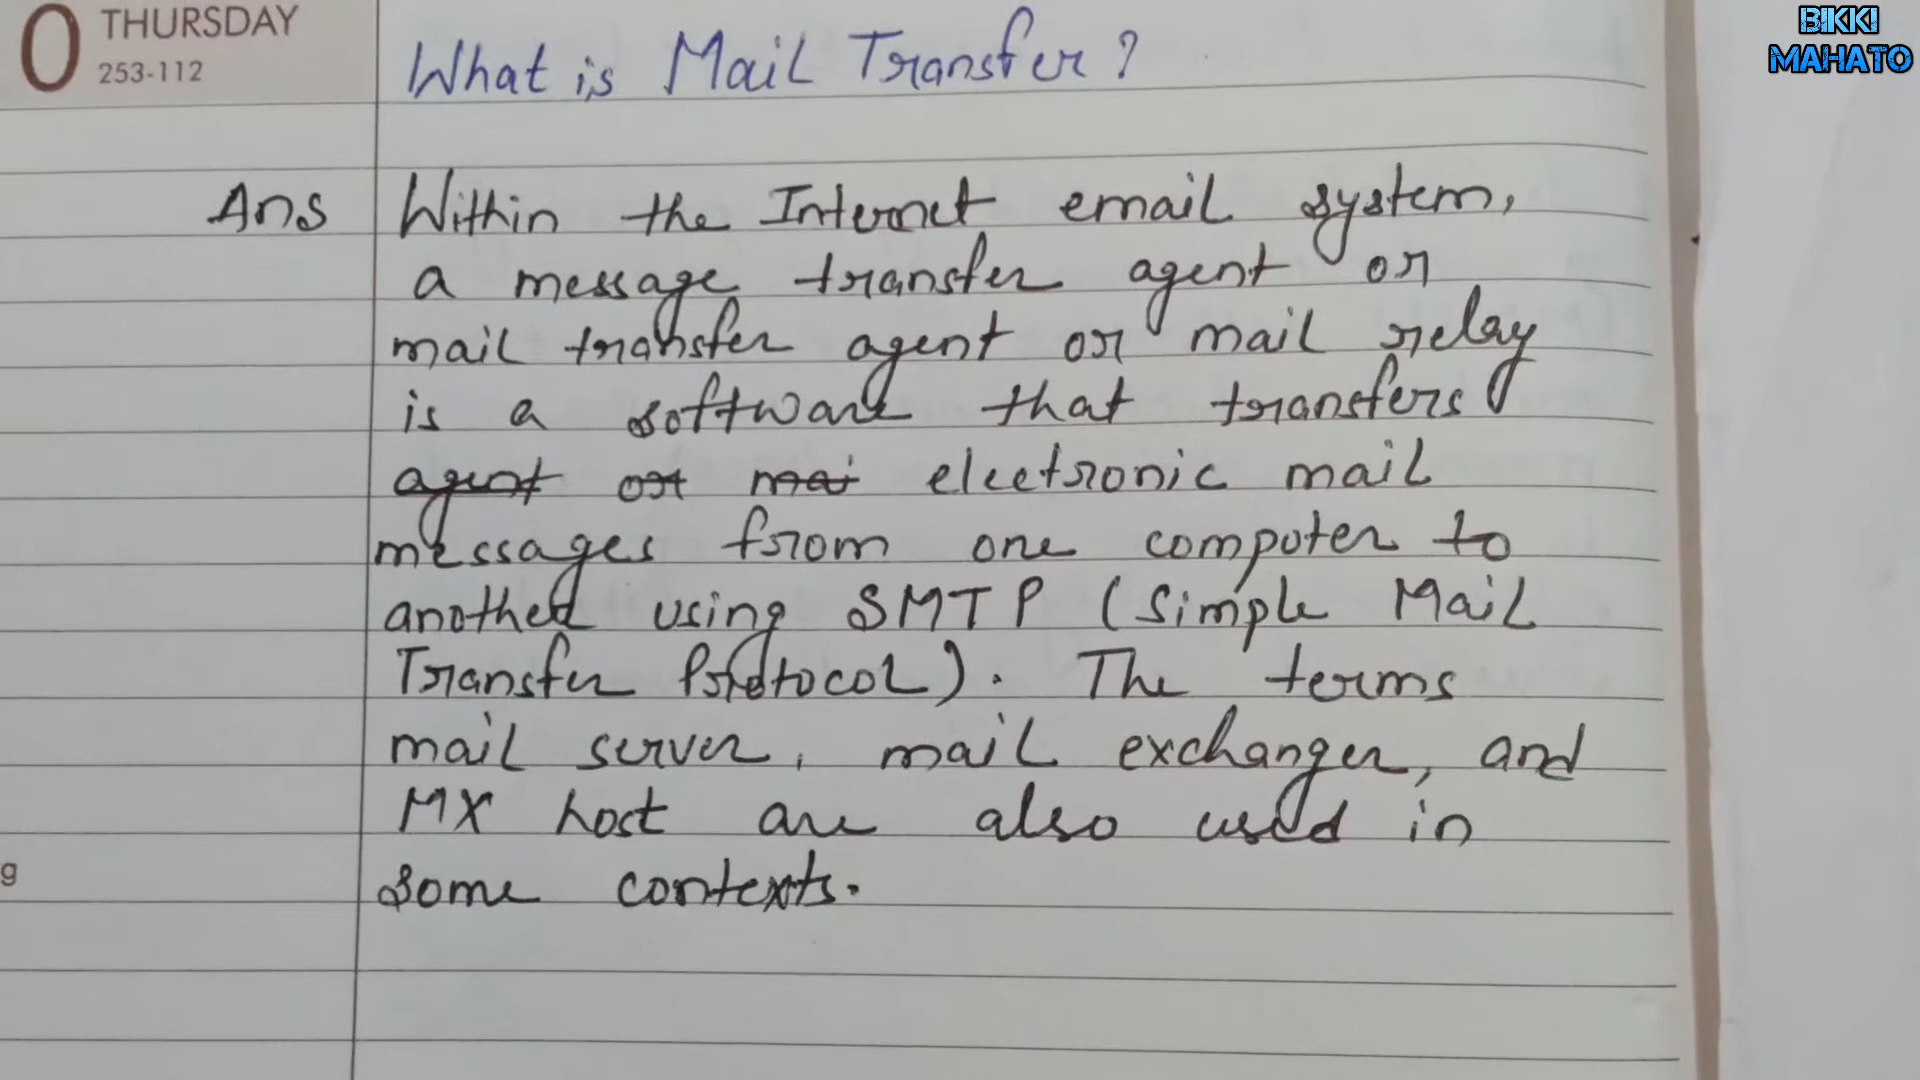 0 THURSDAY
253-112
BIKKI
MAHATO
What is Mail Transfer?
Ans Within the Internet email system,
a message transfer agent or
mail transfer agent or mail relay
is a software that transfers
agent or mai electronic mail
messages from one computer to
another using SMTP (Simple Mail
Transfer Protocol). The terms
mail server, mail exchanger, and
MX host are also used in
some contexts.
g